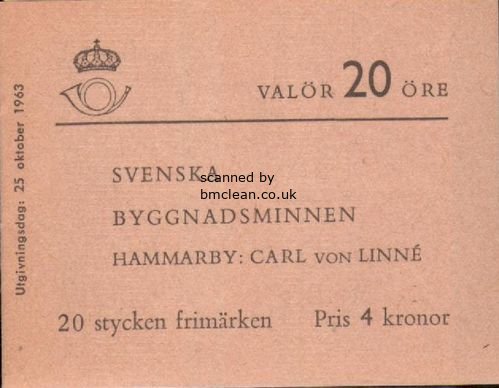 VALÖR 20 ÖRE
SVENSKA
scanned by
bmclean.co.uk
BYGGNADSMINNEN
HAMMARBY: CARL VON LINNÉ
20 stycken frimärken Pris 4 kronor
Utgivningsdag: 25 oktober 1963